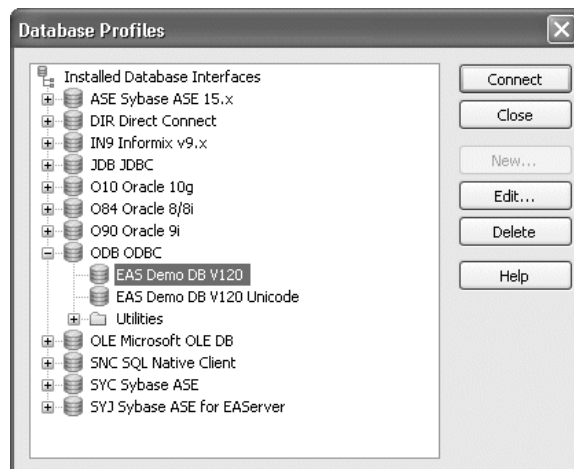 Database Profiles
Installed Database Interfaces
ASE Sybase ASE 15.x
DIR Direct Connect
IN9 Informix v9.x
JDB JDBC
O10 Oracle 10g
O84 Oracle 8/8i
O90 Oracle 9i
ODB ODBC
EAS Demo DB V120
EAS Demo DB V120 Unicode
Utilities
OLE Microsoft OLE DB
SNC SQL Native Client
SYC Sybase ASE
SYJ Sybase ASE for EAServer
Connect
Close
New...
Edit...
Delete
Help